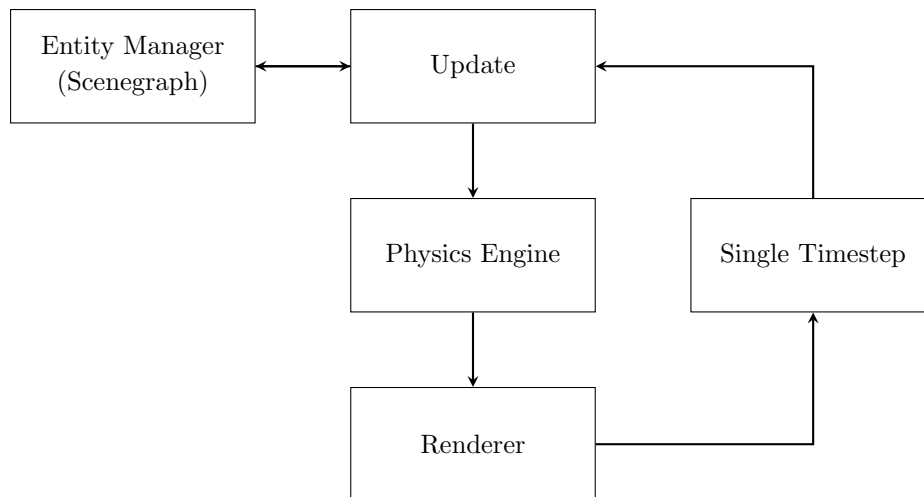 Entity Manager
(Scenegraph)
Update
Physics Engine
Single Timestep
Renderer